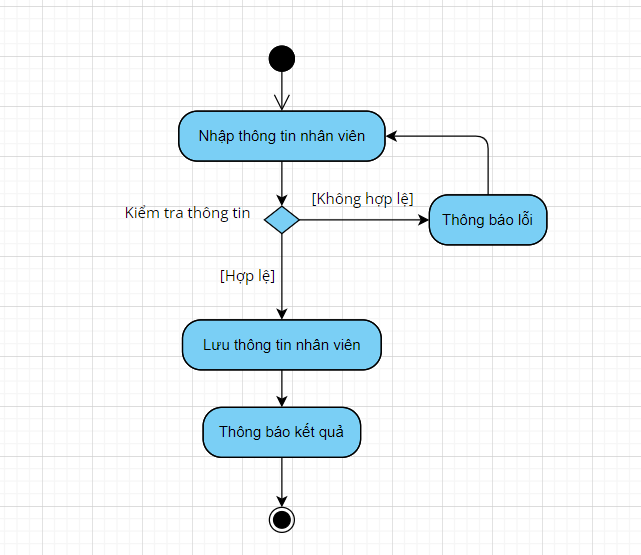 Nhập thông tin nhân viên
[Không hợp lệ]
Kiểm tra thông tin
Thông báo lỗi
[Hợp lệ]
Lưu thông tin nhân viên
Thông báo kết quả